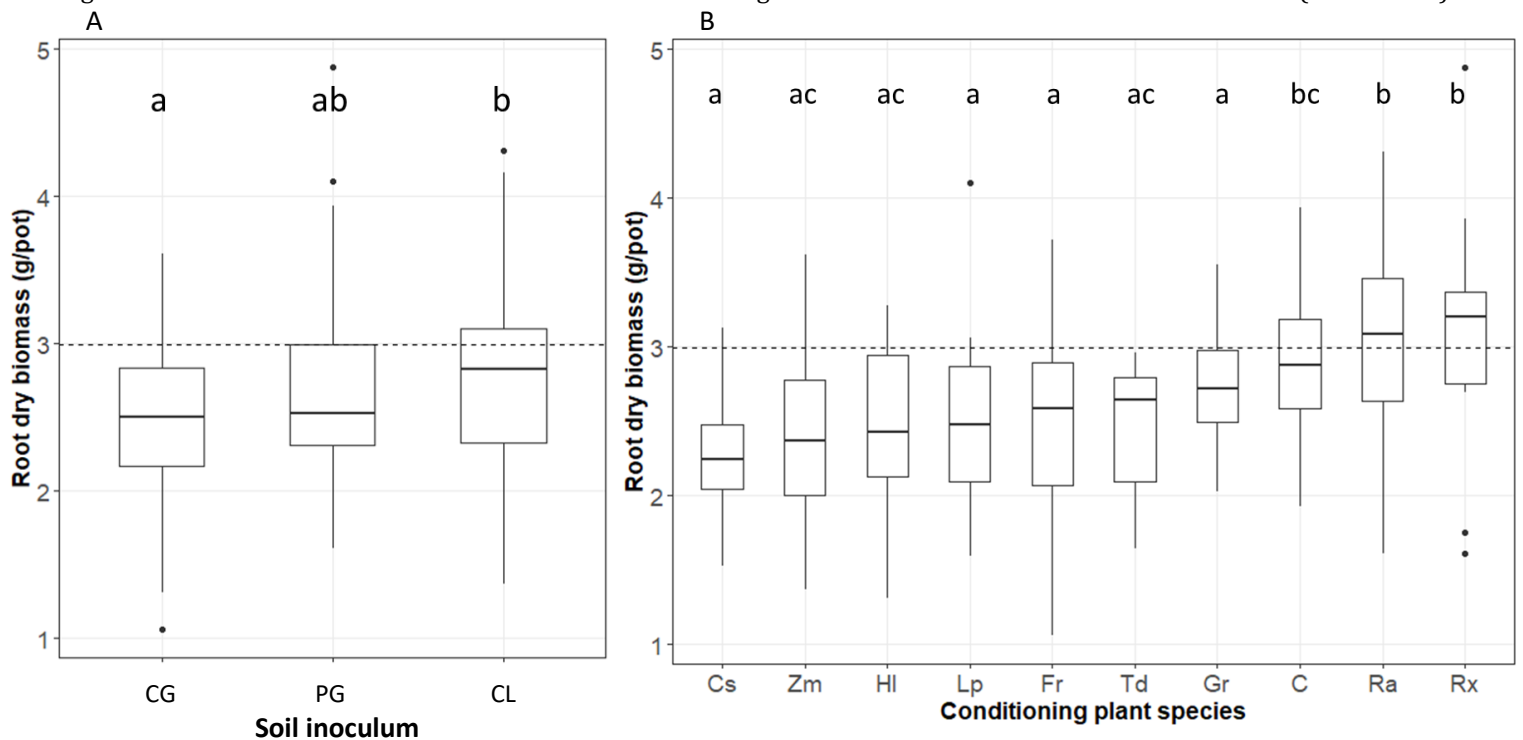 A
B
5
4
3
2
1
a
ab
b
Root dry biomass (g/pot)
CG
PG
CL
Soil inoculum
5
4
3
2
1
a
ac
ac
a
a
ac
a
bc
b
b
Root dry biomass (g/pot)
Cs
Zm
Hl
Lp
Fr
Td
Gr
C
Ra
Rx
Conditioning plant species